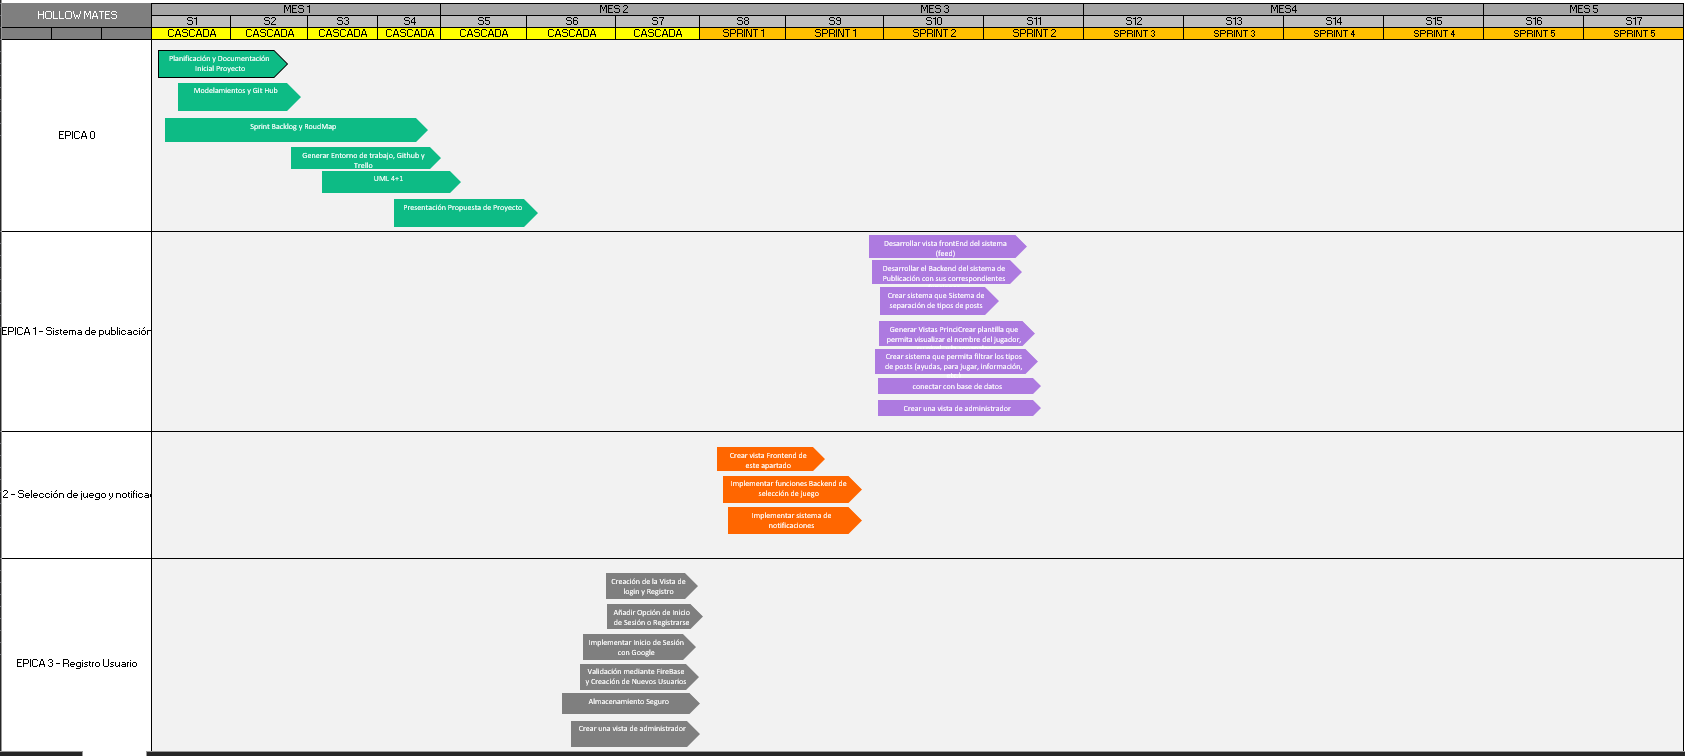 HOLLOW MATES
MES 1 MES 2 MES 3 MES4 MES 5
S1 S2 S3 S4 S5 S6 S7 S8 S9 S10 S11 S12 S13 S14 S15 S16 S17
CASCADA CASCADA CASCADA CASCADA CASCADA CASCADA CASCADA SPRINT 1 SPRINT 1 SPRINT 2 SPRINT 2 SPRINT 3 SPRINT 3 SPRINT 4 SPRINT 4 SPRINT 5 SPRINT 5
EPICA 0
Planificación y Documentación
Inicial Proyecto
Modelamientos y Git Hub
Sprint Backlog y RoudMap
Generar Entorno de trabajo, Github y
Trello
UML 4+1
Presentación Propuesta de Proyecto
EPICA 1 - Sistema de publicación
Desarrollar vista frontEnd del sistema
(feed)
Desarrollar el Backend del sistema de
Publicación con sus correspondientes
Crear sistema que Sistema de
separación de tipos de posts
Generar Vistas PrinciCrear plantilla que
permita visualizar el nombre del jugador,
Crear sistema que permita filtrar los tipos
de posts (ayudas, para jugar, información,
conectar con base de datos
Crear una vista de administrador
2 - Selección de juego y notifica
Crear vista Frontend de
este apartado
Implementar funciones Backend de
selección de juego
Implementar sistema de
notificaciones
EPICA 3 - Registro Usuario
Creación de la Vista de
login y Registro
Añadir Opción de Inicio
de Sesión o Registrarse
Implementar Inicio de Sesión
con Google
Validación mediante FireBase
y Creación de Nuevos Usuarios
Almacenamiento Seguro
Crear una vista de administrador